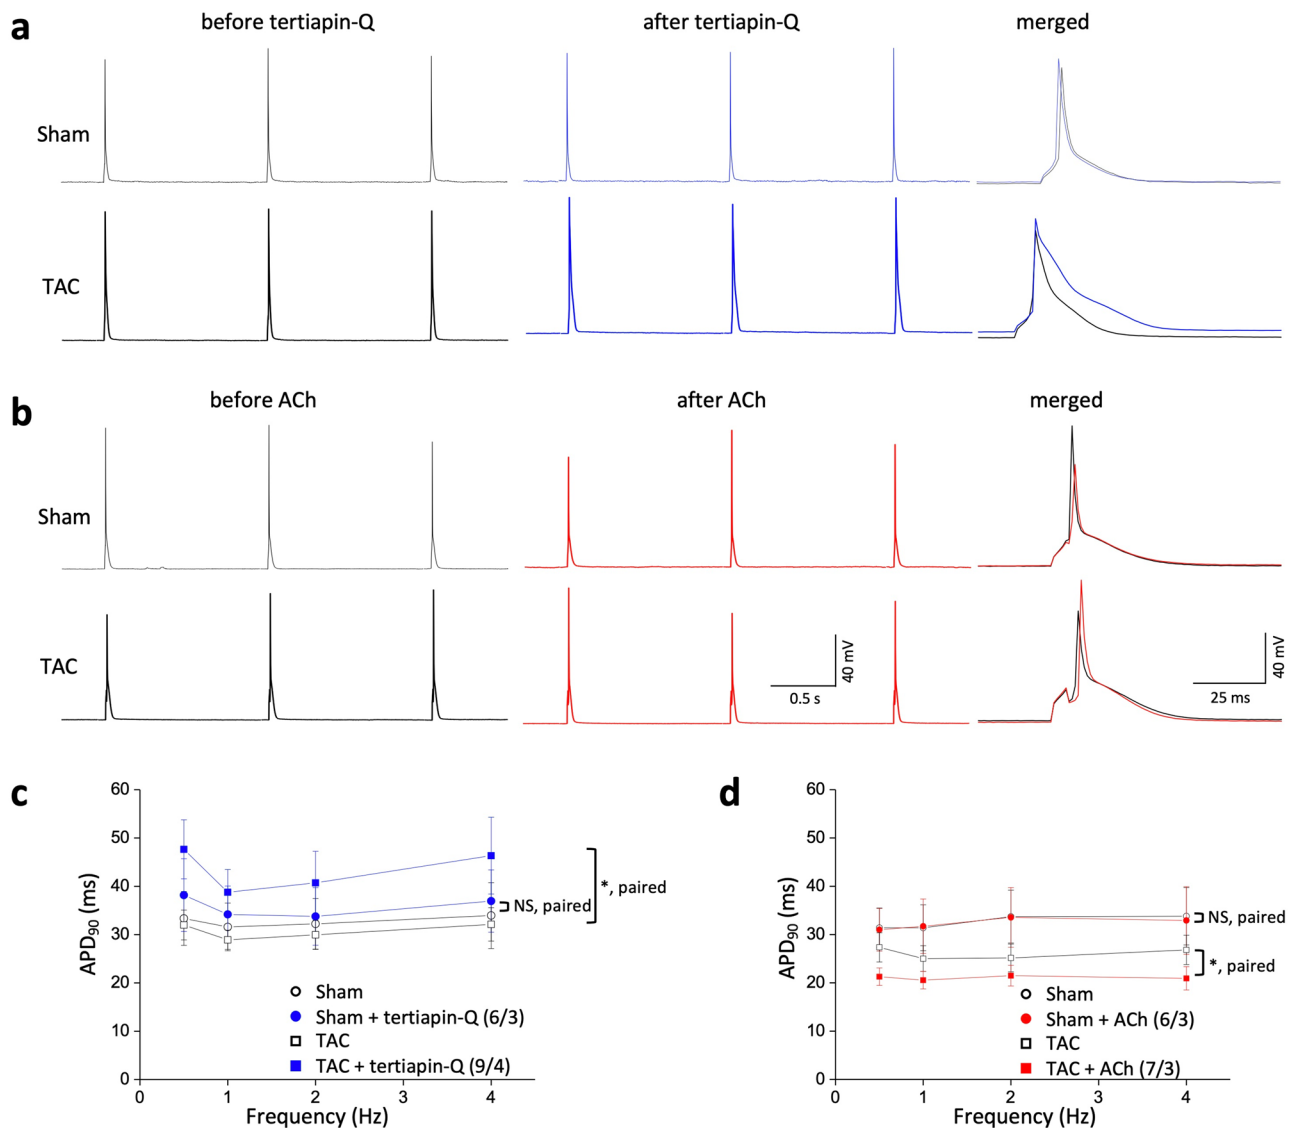 a
before tertiapin-Q
after tertiapin-Q
merged
Sham
TAC
b
before ACh
after ACh
merged
Sham
TAC
0.5 s
40 mV
25 ms
40 mV
c
APD90 (ms)
60
50
40
30
20
10
0
*, paired
NS, paired
Sham
Sham + tertiapin-Q (6/3)
TAC
TAC + tertiapin-Q (9/4)
0 1 2 3 4
Frequency (Hz)
d
APD90 (ms)
60
50
40
30
20
10
0
NS, paired
*, paired
Sham
Sham + ACh (6/3)
TAC
TAC + ACh (7/3)
0 1 2 3 4
Frequency (Hz)